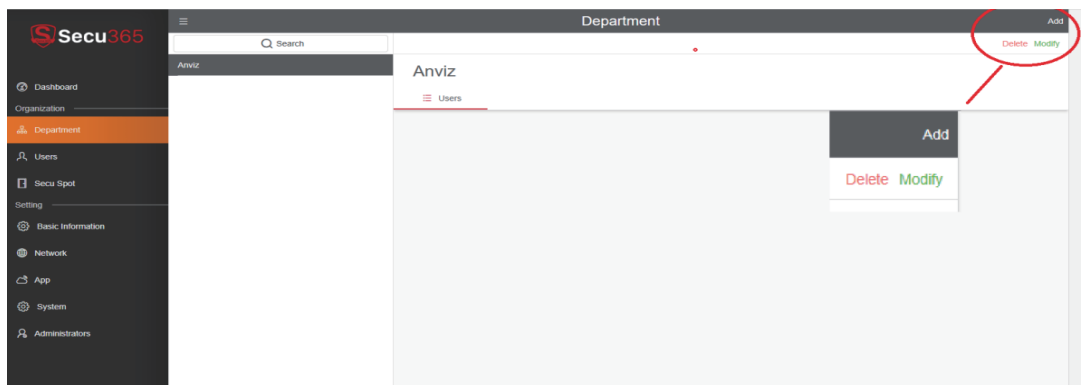 Secu365
Department
Add
Search
Delete Modify
Anviz
Anviz
Users
Dashboard
Organization
Department
Users
Secu Spot
Setting
Basic Information
Network
App
System
Administrators
Add
Delete Modify